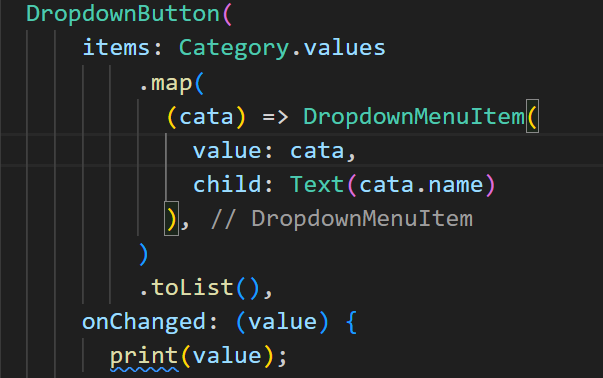 DropdownButton(
items: Category.values
.map(
(cata) => DropdownMenuItem(
value: cata,
child: Text(cata.name)
), // DropdownMenuItem
)
.toList(),
onChanged: (value) {
print(value);